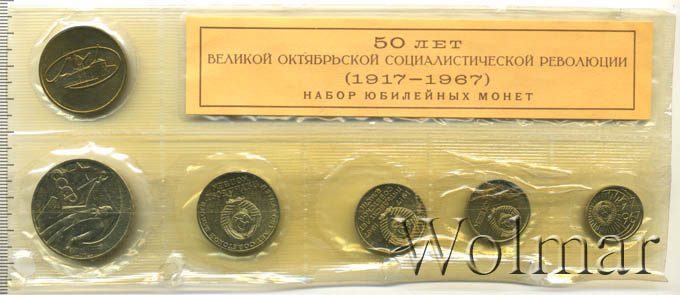 50 ЛЕТ
ВЕЛИКОЙ ОКТЯБРЬСКОЙ СОЦИАЛИСТИЧЕСКОЙ РЕВОЛЮЦИИ
(1917–1967)
НАБОР ЮБИЛЕЙНЫХ МОНЕТ
Wolmar